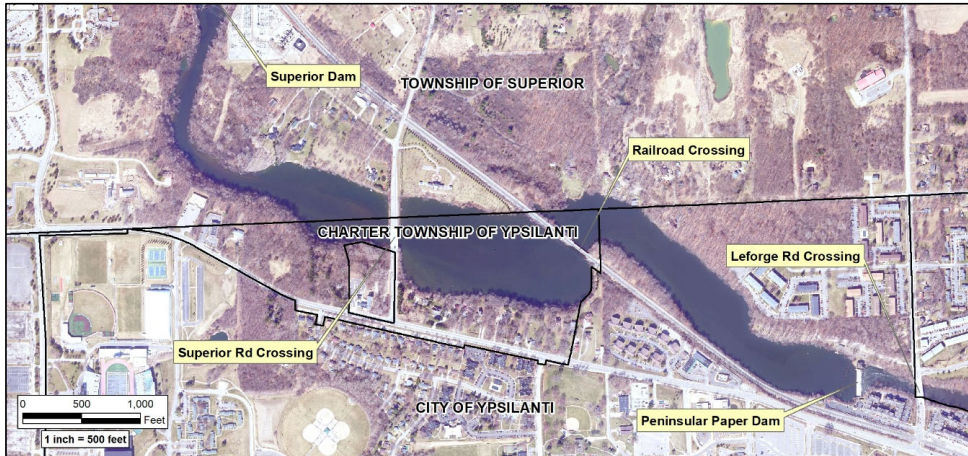 Superior Dam
TOWNSHIP OF SUPERIOR
Railroad Crossing
CHARTER TOWNSHIP OF YPSILANTI
Leforge Rd Crossing
Superior Rd Crossing
0 500 1,000
Feet
1 inch = 500 feet
CITY OF YPSILANTI
Peninsular Paper Dam